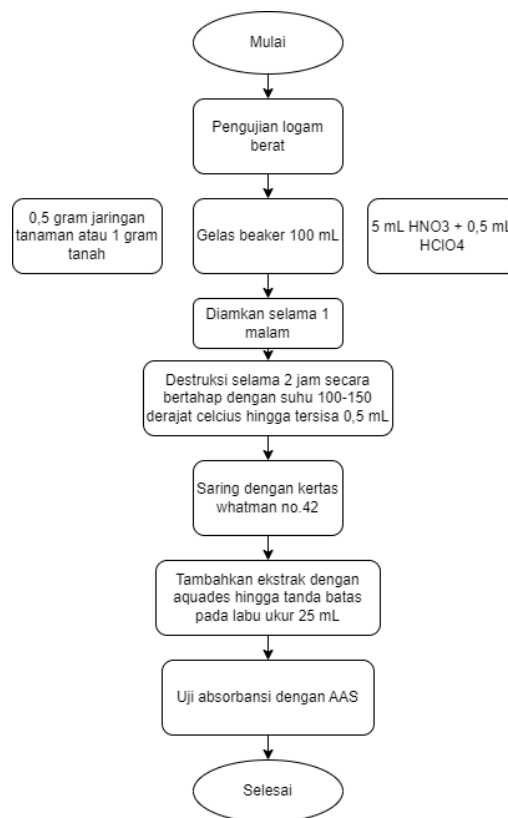 Mulai
Pengujian logam
berat
0,5 gram jaringan
tanaman atau 1 gram
tanah
Gelas beaker 100 mL
5 mL HNO3 + 0,5 mL
HClO4
Diamkan selama 1
malam
Destruksi selama 2 jam secara
bertahap dengan suhu 100-150
derajat celcius hingga tersisa 0,5 mL
Saring dengan kertas
whatman no.42
Tambahkan ekstrak dengan
aquades hingga tanda batas
pada labu ukur 25 mL
Uji absorbansi dengan AAS
Selesai